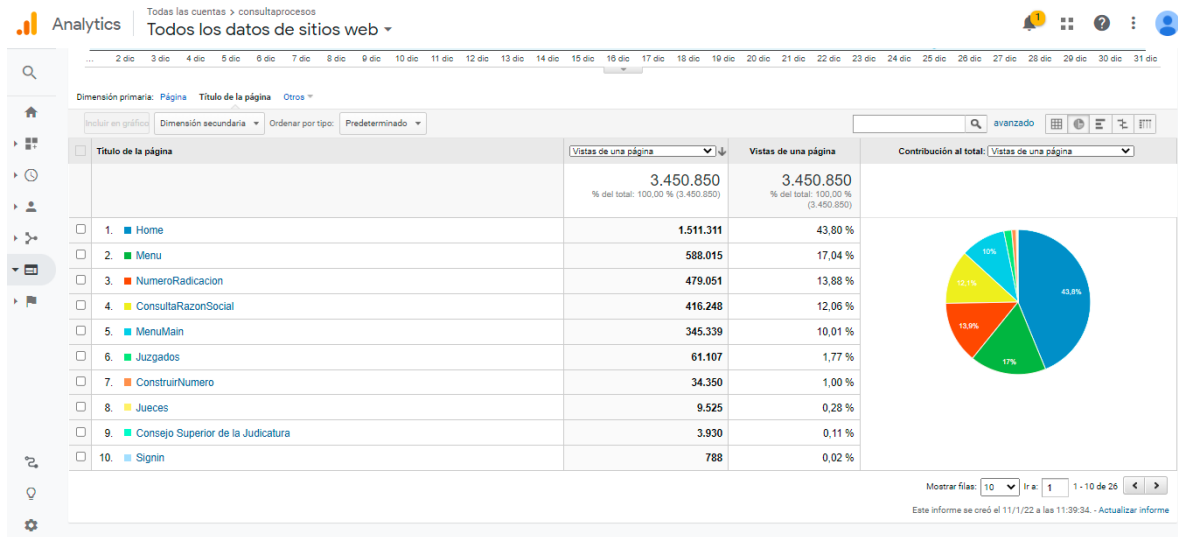 Todas las cuentas > consultaprocesos
Analytics
Todos los datos de sitios web
1
... 2 dic 3 dic 4 dic 5 dic 6 dic 7 dic 8 dic 9 dic 10 dic 11 dic 12 dic 13 dic 14 dic 15 dic 16 dic 17 dic 18 dic 19 dic 20 dic 21 dic 22 dic 23 dic 24 dic 25 dic 26 dic 27 dic 28 dic 29 dic 30 dic 31 dic
Dimensión primaria: Página Título de la página Otros
Incluir en gráfico Dimensión secundaria Ordenar por tipo: Predeterminado avanzado
Título de la página Vistas de una página Vistas de una página Contribución al total: Vistas de una página
3.450.850 3.450.850
% del total: 100,00 % (3.450.850) % del total: 100,00 %
(3.450.850)
1. Home 1.511.311 43,80 %
2. Menu 588.015 17,04 %
3. NumeroRadicacion 479.051 13,88 %
4. ConsultaRazonSocial 416.248 12,06 %
5. MenuMain 345.339 10,01 %
6. Juzgados 61.107 1,77 %
7. ConstruirNumero 34.350 1,00 %
8. Jueces 9.525 0,28 %
9. Consejo Superior de la Judicatura 3.930 0,11 %
10. Signin 788 0,02 %
10%
12,1%
43,8%
13,9%
17%
Mostrar filas: 10 Ir a: 1 1 - 10 de 26
Este informe se creó el 11/1/22 a las 11:39:34. - Actualizar informe